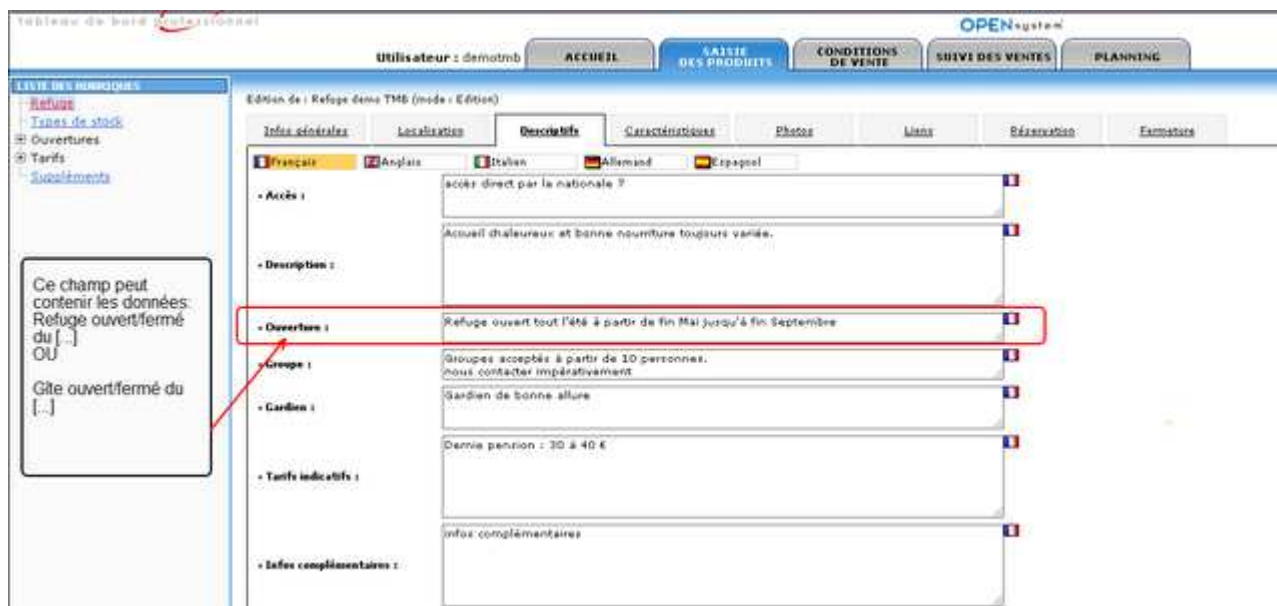 tableau de bord professionnel
OPENsystem
Utilisateur : demotmb
ACCUEIL
SAISIE
DES PRODUITS
CONDITIONS
DE VENTE
SUIVI DES VENTES
PLANNING
LISTE DES RUBRIQUES
Refuge
Types de stock
Ouvertures
Tarifs
Suppléments
Edition de : Refuge demo TMB (mode : Edition)
Infos générales
Localisation
Descriptifs
Caractéristiques
Photos
Liens
Réservation
Fermeture
Français
Anglais
Italien
Allemand
Espagnol
• Accès :
accès direct par la nationale 7
• Description :
Accueil chaleureux et bonne nourriture toujours variée.
• Ouverture :
Refuge ouvert tout l'été à partir de fin Mai jusqu'à fin Septembre
• Groupe :
Groupes acceptés à partir de 10 personnes.
nous contacter impérativement
• Gardien :
Gardien de bonne allure
• Tarifs indicatifs :
Demie pension : 30 à 40 €
• Infos complémentaires :
infos complémentaires
Ce champ peut
contenir les données:
Refuge ouvert/fermé
du [...]
OU
Gîte ouvert/fermé du
[...]